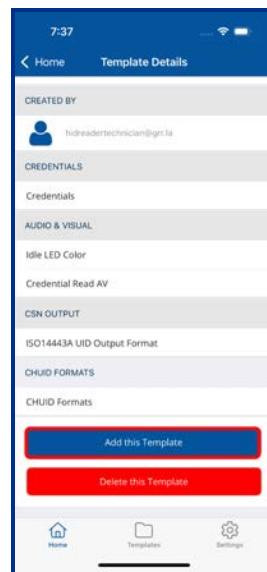 7:37
Home Template Details
CREATED BY
hidreadertechnician@grr.la
CREDENTIALS
Credentials
AUDIO & VISUAL
Idle LED Color
Credential Read AV
CSN OUTPUT
ISO14443A UID Output Format
CHUID FORMATS
CHUID Formats
Add this Template
Delete this Template
Home Templates Settings